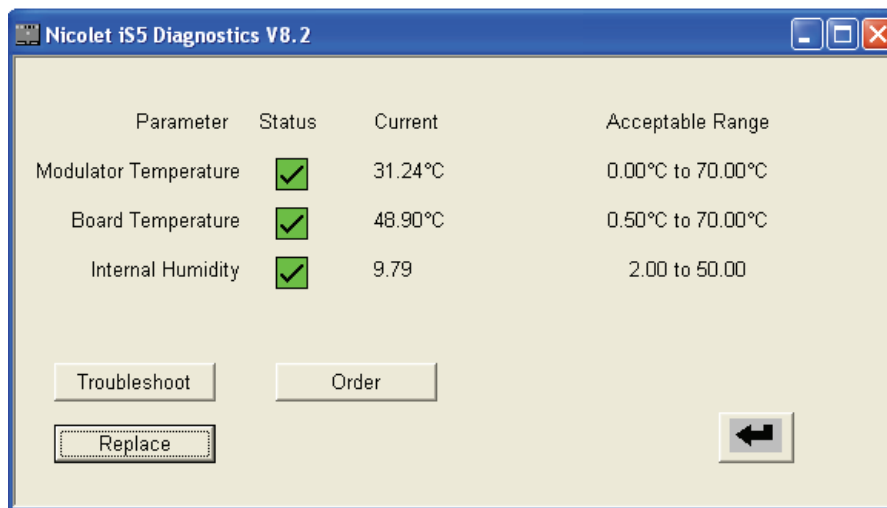 Nicolet iS5 Diagnostics V8.2
Parameter Status Current Acceptable Range
Modulator Temperature 31.24°C 0.00°C to 70.00°C
Board Temperature 48.90°C 0.50°C to 70.00°C
Internal Humidity 9.79 2.00 to 50.00
Troubleshoot Order
Replace